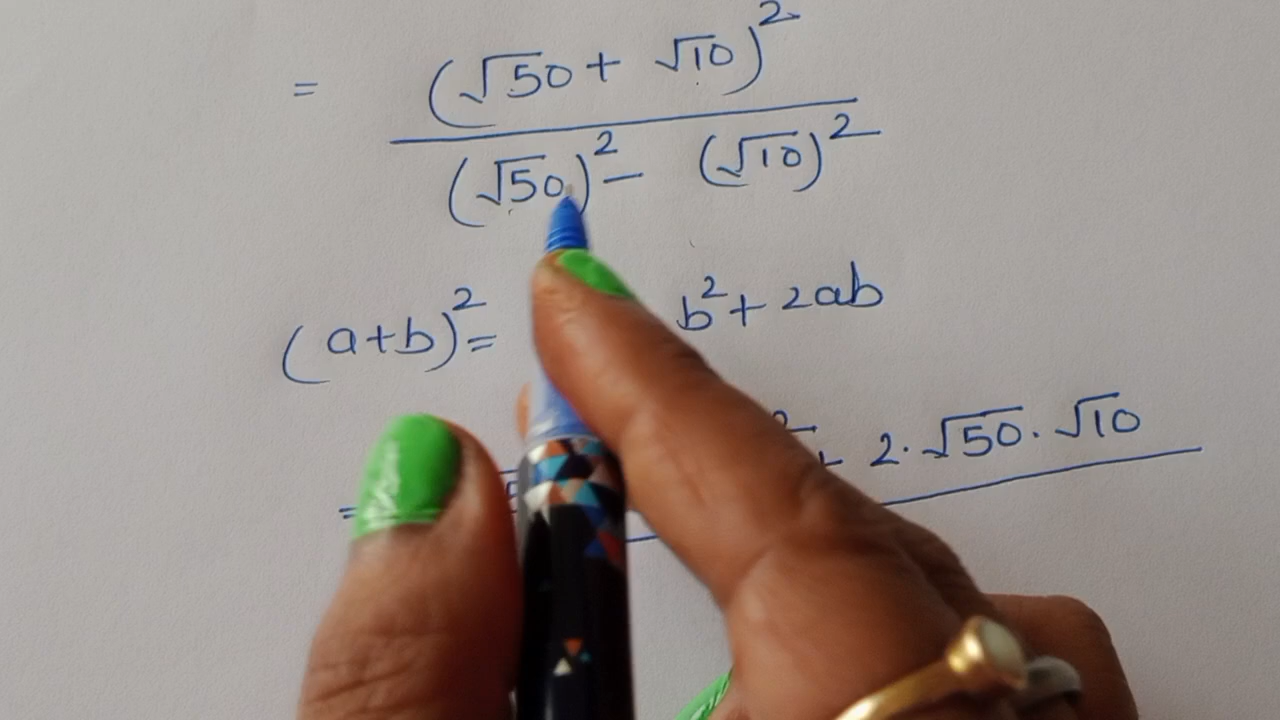 = (√50 + √10)²
(√50)² - (√10)²
(a+b)² = b² + 2ab
= + 2·√50·√10